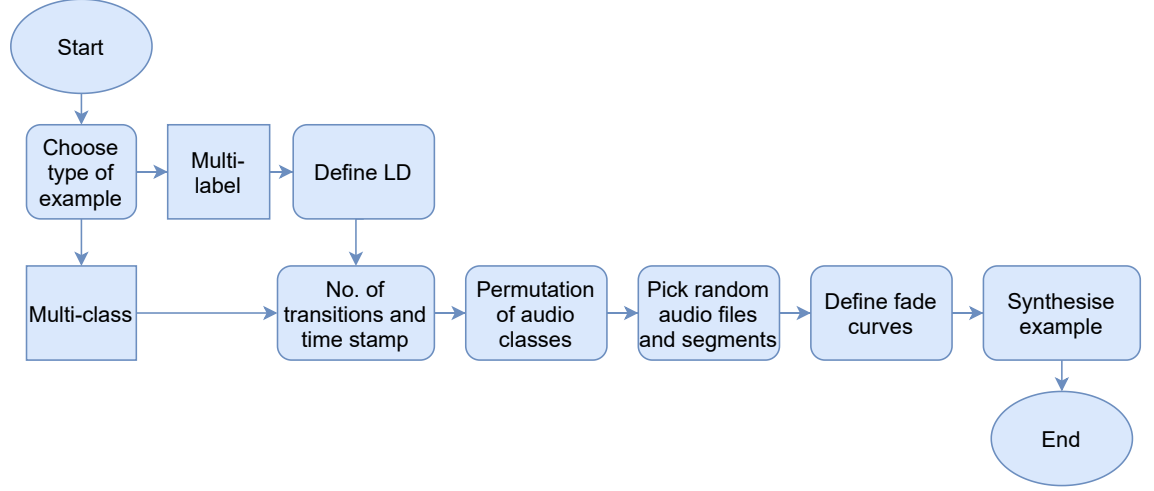 Start
Choose
type of
example
Multi-
label
Define LD
Multi-class
No. of
transitions and
time stamp
Permutation
of audio
classes
Pick random
audio files
and segments
Define fade
curves
Synthesise
example
End